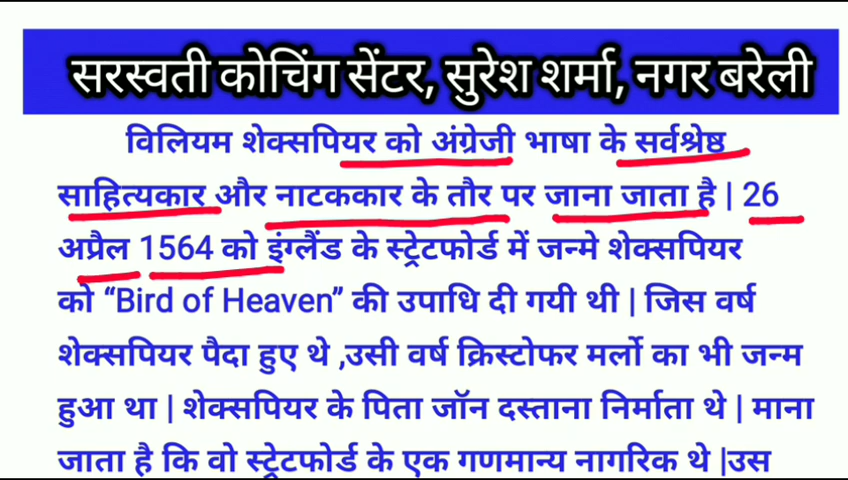 सरस्वती कोचिंग सेंटर, सुरेश शर्मा, नगर बरेली
विलियम शेक्सपियर को अंग्रेजी भाषा के सर्वश्रेष्ठ
साहित्यकार और नाटककार के तौर पर जाना जाता है | 26
अप्रैल 1564 को इंग्लैंड के स्ट्रेटफोर्ड में जन्मे शेक्सपियर
को “Bird of Heaven” की उपाधि दी गयी थी | जिस वर्ष
शेक्सपियर पैदा हुए थे ,उसी वर्ष क्रिस्टोफर मर्लो का भी जन्म
हुआ था | शेक्सपियर के पिता जॉन दस्ताना निर्माता थे | माना
जाता है कि वो स्ट्रेटफोर्ड के एक गणमान्य नागरिक थे |उस